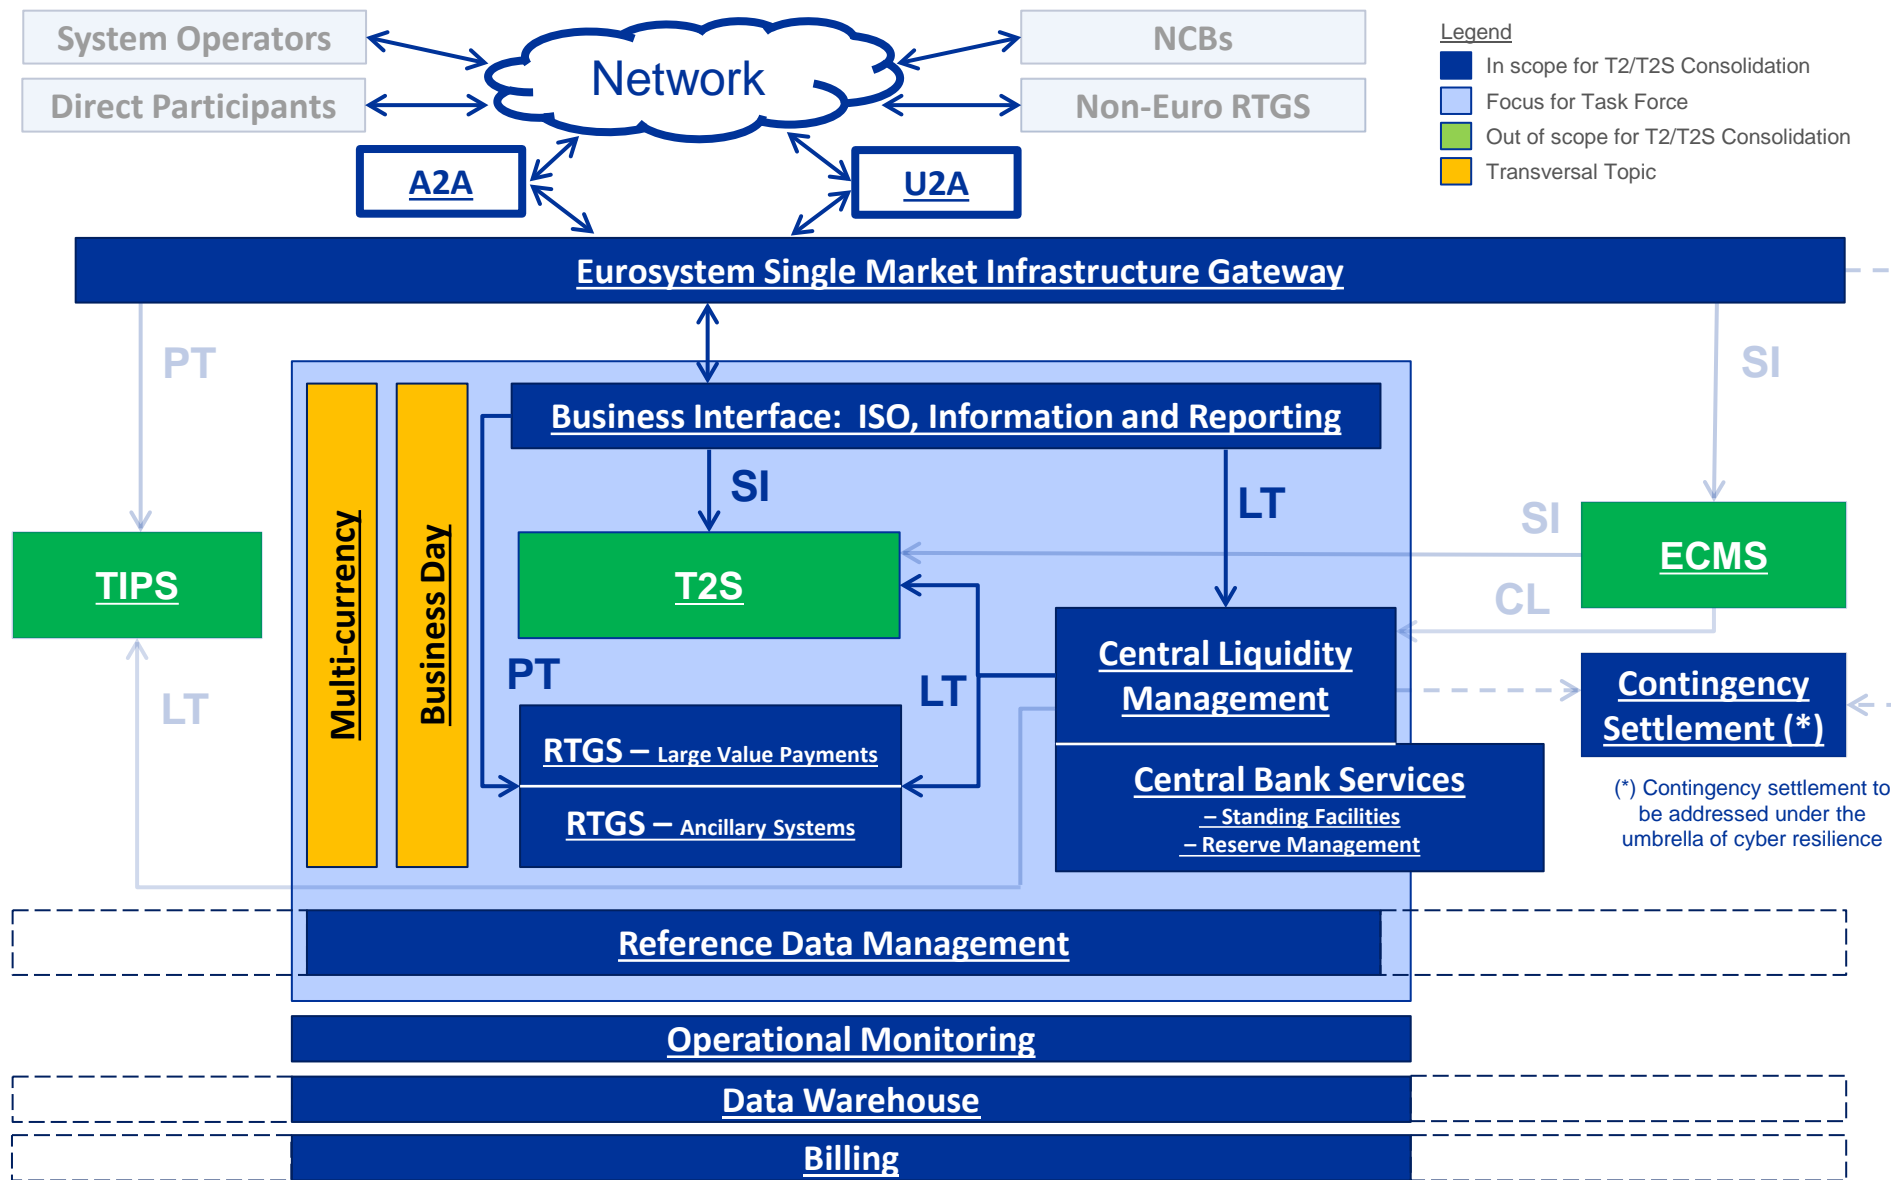 System Operators
Direct Participants
Network
NCBs
Non-Euro RTGS
Legend
In scope for T2/T2S Consolidation
Focus for Task Force
Out of scope for T2/T2S Consolidation
Transversal Topic
A2A
U2A
Eurosystem Single Market Infrastructure Gateway
PT
SI
Business Interface:  ISO, Information and Reporting
SI
LT
Multi-currency
Business Day
TIPS
T2S
SI
ECMS
CL
LT
PT
LT
Central Liquidity
Management
Contingency
Settlement (*)
RTGS – Large Value Payments
RTGS – Ancillary Systems
Central Bank Services
– Standing Facilities
– Reserve Management
(*) Contingency settlement to
be addressed under the
umbrella of cyber resilience
Reference Data Management
Operational Monitoring
Data Warehouse
Billing